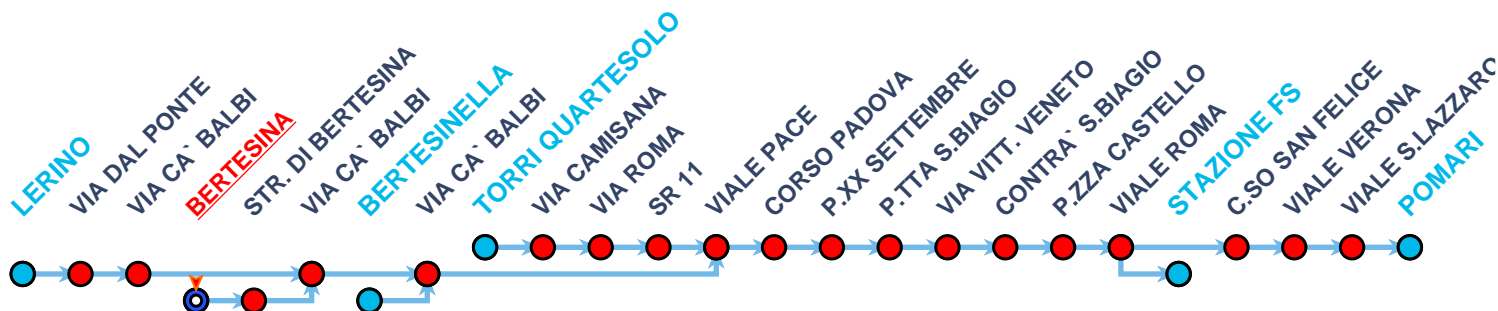 LERINO
VIA DAL PONTE
VIA CA` BALBI
BERTESINA
STR. DI BERTESINA
VIA CA` BALBI
BERTESINELLA
VIA CA` BALBI
TORRI QUARTESOLO
VIA CAMISANA
VIA ROMA
SR 11
VIALE PACE
CORSO PADOVA
P.XX SETTEMBRE
P.TTA S.BIAGIO
VIA VITT. VENETO
CONTRA` S.BIAGIO
P.ZZA CASTELLO
VIALE ROMA
STAZIONE FS
C.SO SAN FELICE
VIALE VERONA
VIALE S.LAZZARO
POMARI